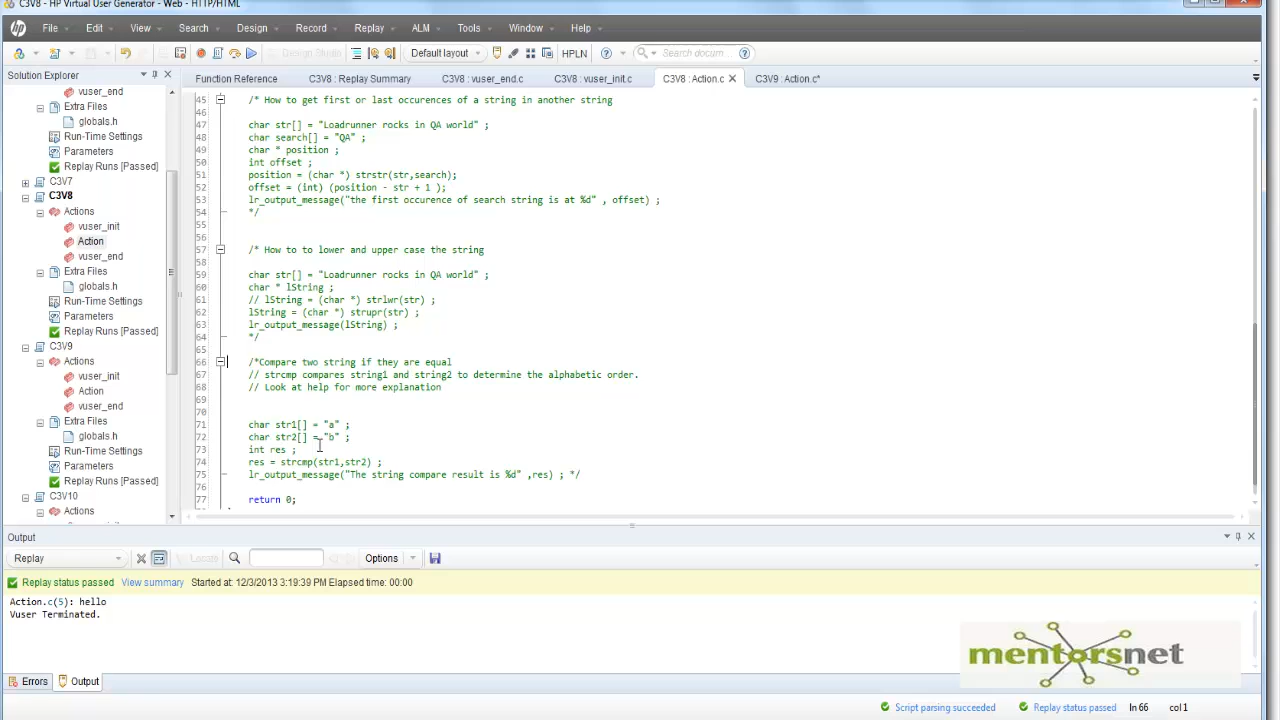 C3V8 - HP Virtual User Generator - Web - HTTP/HTML
File Edit View Search Design Record Replay ALM Tools Window Help
Design Studio Default layout HPLN Search docum
Solution Explorer
vuser_end
Extra Files
globals.h
Run-Time Settings
Parameters
Replay Runs [Passed]
C3V7
C3V8
Actions
vuser_init
Action
vuser_end
Extra Files
globals.h
Run-Time Settings
Parameters
Replay Runs [Passed]
C3V9
Actions
vuser_init
Action
vuser_end
Extra Files
globals.h
Run-Time Settings
Parameters
Replay Runs [Passed]
C3V10
Actions
Function Reference C3V8 : Replay Summary C3V8 : vuser_end.c C3V8 : vuser_init.c C3V8 : Action.c C3V9 : Action.c*
45 /* How to get first or last occurences of a string in another string
46
47 char str[] = "Loadrunner rocks in QA world" ;
48 char search[] = "QA" ;
49 char * position ;
50 int offset ;
51 position = (char *) strstr(str,search);
52 offset = (int) (position - str + 1 );
53 lr_output_message("the first occurence of search string is at %d" , offset) ;
54 */
55
56
57 /* How to to lower and upper case the string
58
59 char str[] = "Loadrunner rocks in QA world" ;
60 char * lString ;
61 // lString = (char *) strlwr(str) ;
62 lString = (char *) strupr(str) ;
63 lr_output_message(lString) ;
64 */
65
66 /*Compare two string if they are equal
67 // strcmp compares string1 and string2 to determine the alphabetic order.
68 // Look at help for more explanation
69
70
71 char str1[] = "a" ;
72 char str2[] = "b" ;
73 int res ;
74 res = strcmp(str1,str2) ;
75 lr_output_message("The string compare result is %d" ,res) ; */
76
77 return 0;
Output
Replay Locate Options
Replay status passed View summary Started at: 12/3/2013 3:19:39 PM Elapsed time: 00:00
Action.c(5): hello
Vuser Terminated.
mentorsnet
Errors Output
Script parsing succeeded Replay status passed ln 66 col 1